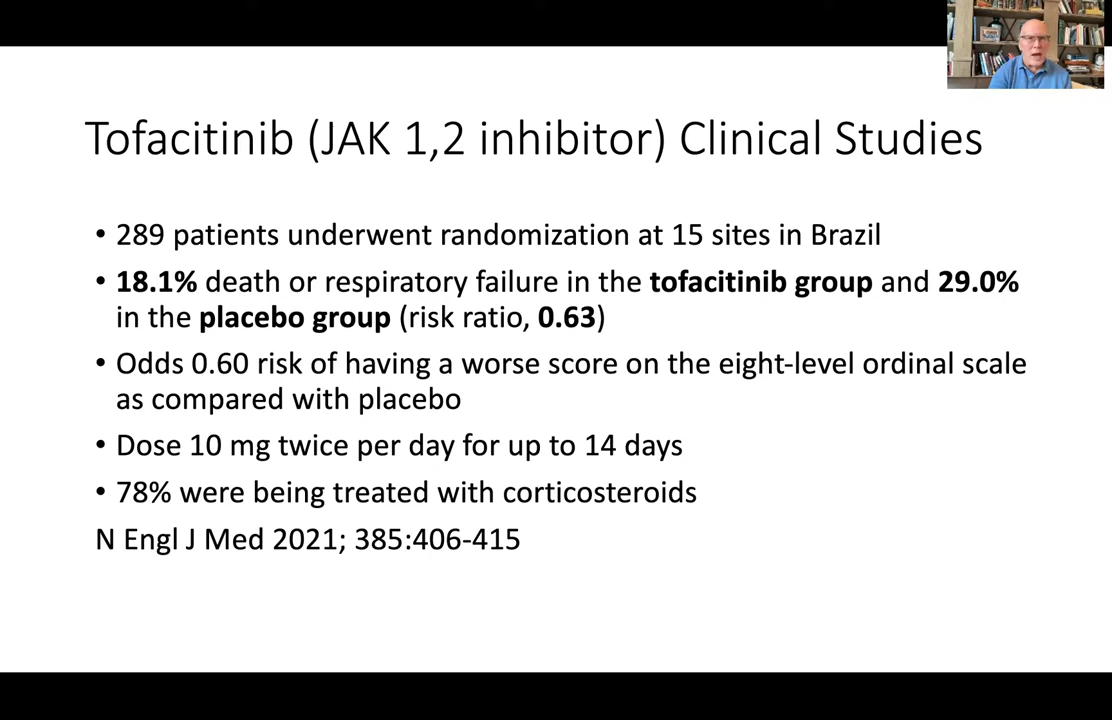 Tofacitinib (JAK 1,2 inhibitor) Clinical Studies
• 289 patients underwent randomization at 15 sites in Brazil
• 18.1% death or respiratory failure in the tofacitinib group and 29.0%
in the placebo group (risk ratio, 0.63)
• Odds 0.60 risk of having a worse score on the eight-level ordinal scale
as compared with placebo
• Dose 10 mg twice per day for up to 14 days
• 78% were being treated with corticosteroids
N Engl J Med 2021; 385:406-415